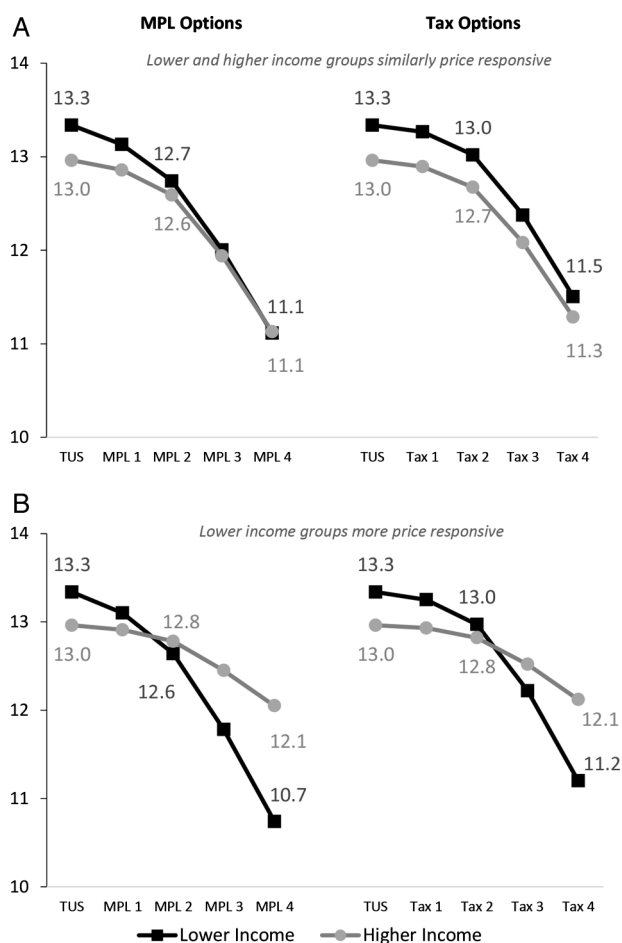 A
MPL Options
Tax Options
Lower and higher income groups similarly price responsive
14
13
12
11
10
13.3
13.0
12.7
12.6
11.1
11.1
13.3
13.0
13.0
12.7
11.5
11.3
TUS MPL 1 MPL 2 MPL 3 MPL 4
TUS Tax 1 Tax 2 Tax 3 Tax 4
B
Lower income groups more price responsive
14
13
12
11
10
13.3
13.0
12.8
12.6
12.1
10.7
13.3
13.0
13.0
12.8
12.1
11.2
TUS MPL 1 MPL 2 MPL 3 MPL 4
TUS Tax 1 Tax 2 Tax 3 Tax 4
Lower Income
Higher Income